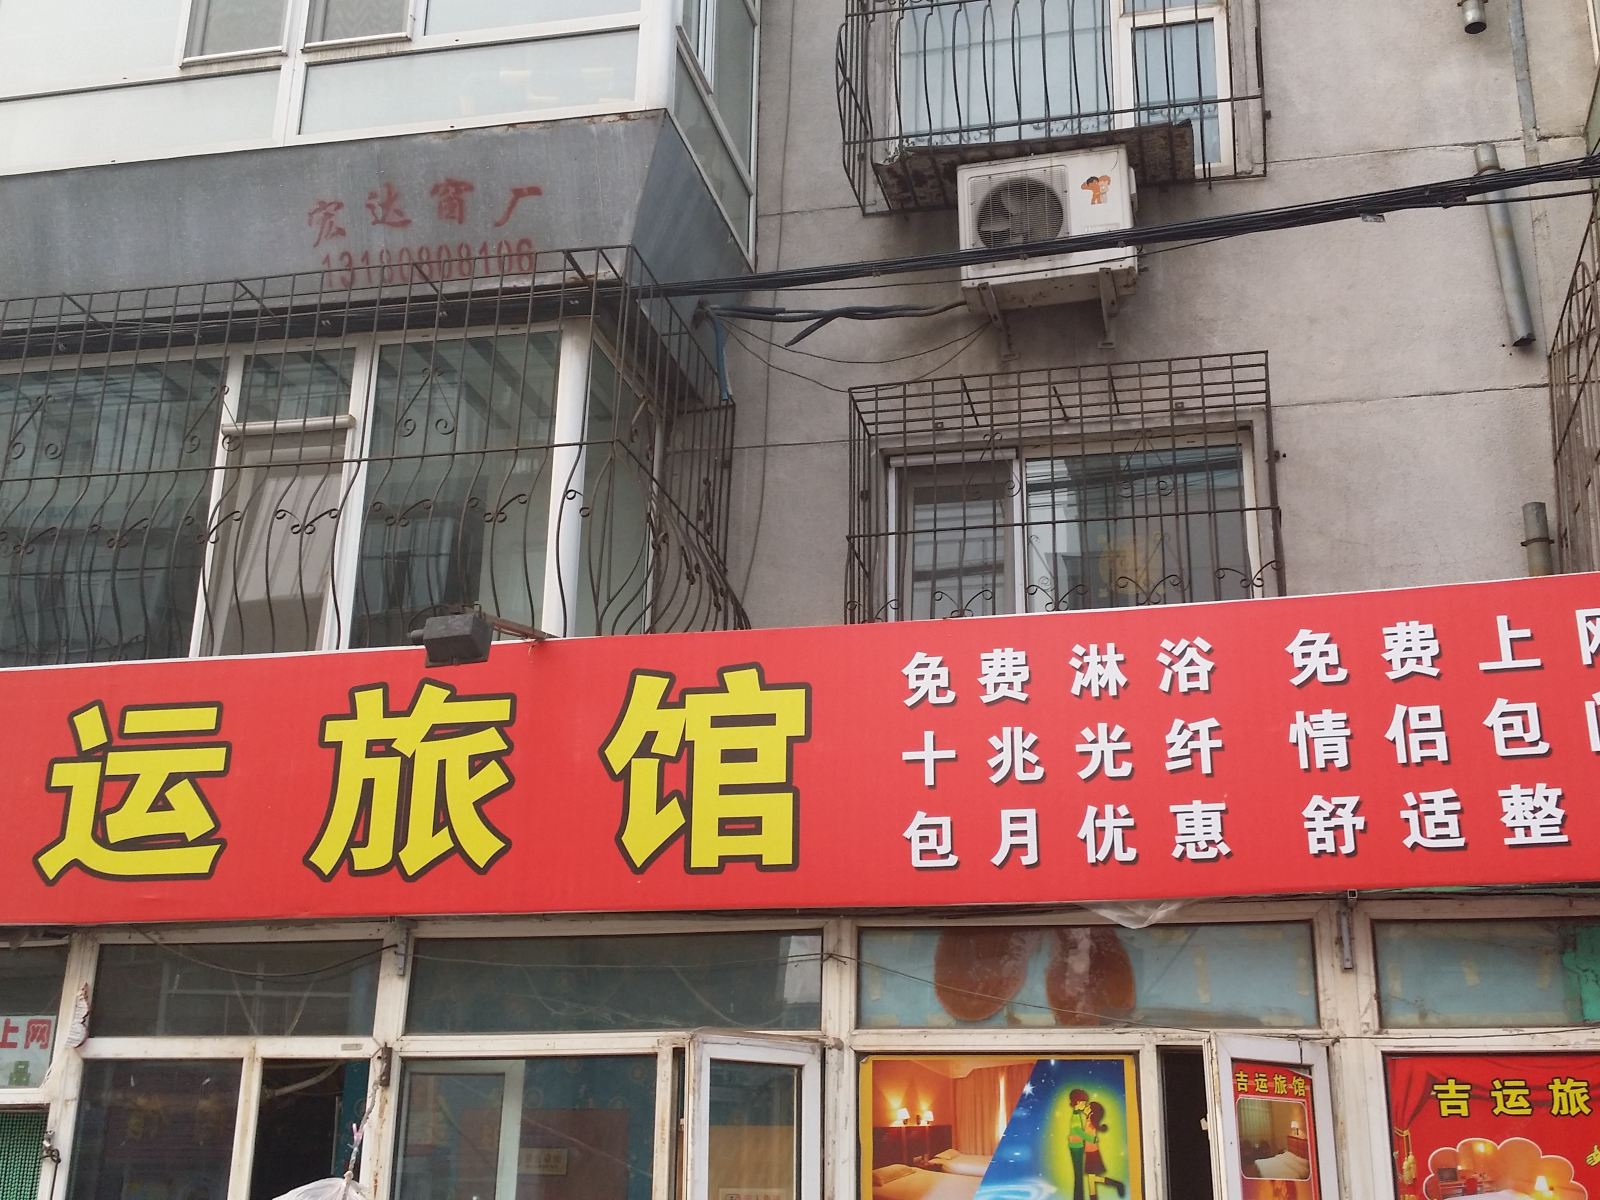 宏达窗厂
13180808106
运旅馆
免费淋浴 免费上网
十兆光纤 情侣包
包月优惠 舒适整
上网
吉运旅馆
吉运旅